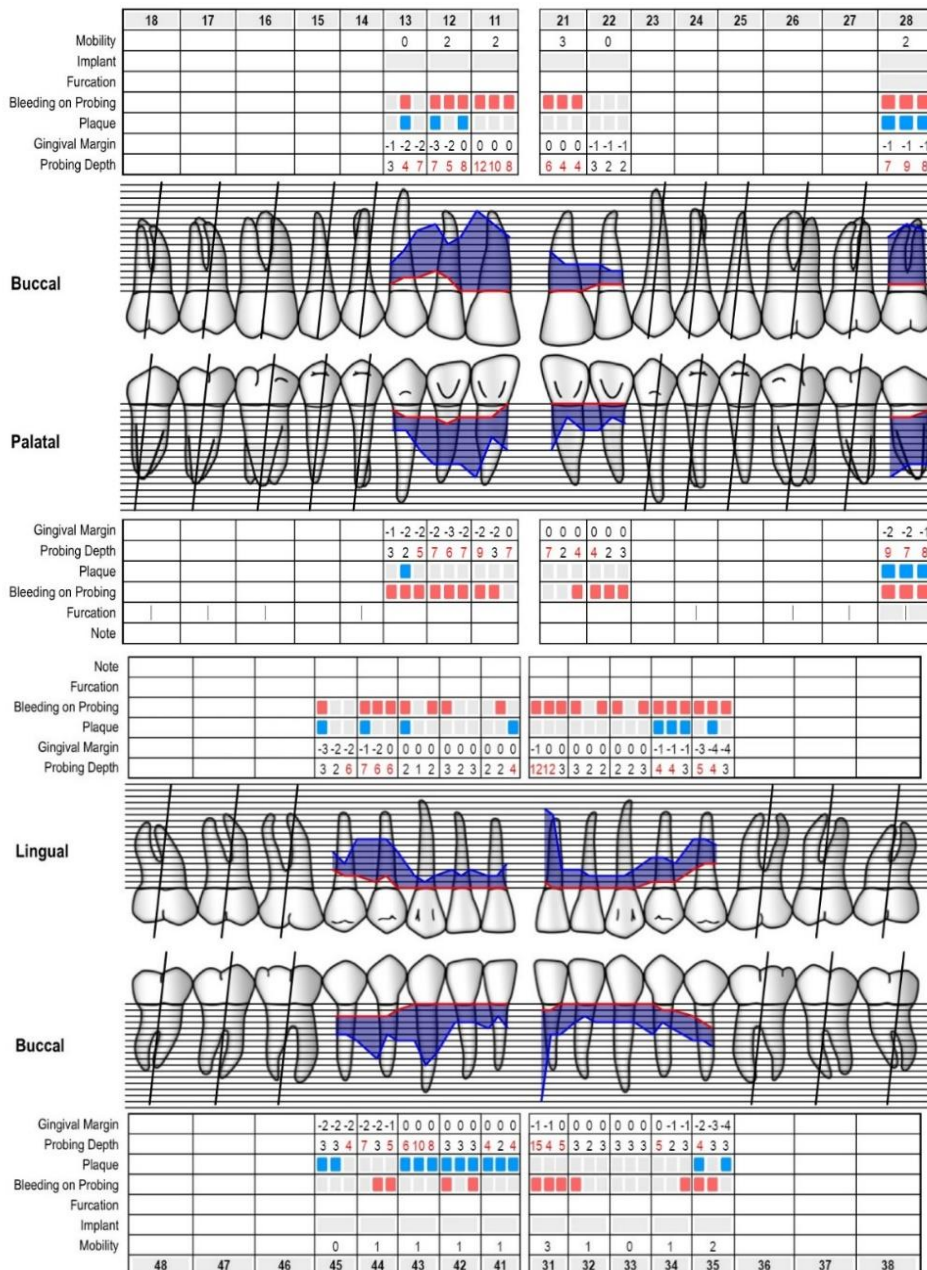 18 17 16 15 14 13 12 11 21 22 23 24 25 26 27 28
Mobility 0 2 2 3 0 2
Implant
Furcation
Bleeding on Probing
Plaque
Gingival Margin -1 -2 -2 -3 -2 0 0 0 0 0 0 0 -1 -1 -1 -1 -1 -1
Probing Depth 3 4 7 7 5 8 12 10 8 6 4 4 3 2 2 7 9 8
Buccal
Palatal
Gingival Margin -1 -2 -2 -2 -3 -2 -2 -2 0 0 0 0 0 0 0 -2 -2 -1
Probing Depth 3 2 5 7 6 7 9 3 7 7 2 4 4 2 3 9 7 8
Plaque
Bleeding on Probing
Furcation
Note
Note
Furcation
Bleeding on Probing
Plaque
Gingival Margin -3 -2 -2 -1 -2 0 0 0 0 0 0 0 0 0 0 -1 0 0 0 0 0 0 0 0 -1 -1 -1 -3 -4 -4
Probing Depth 3 2 6 7 6 6 2 1 2 3 2 3 2 2 4 12 12 3 3 2 2 2 2 3 4 4 3 5 4 3
Lingual
Buccal
Gingival Margin -2 -2 -2 -2 -2 -1 0 0 0 0 0 0 0 0 0 -1 -1 0 0 0 0 0 0 0 0 -1 -1 -2 -3 -4
Probing Depth 3 3 4 7 3 5 6 10 8 3 3 3 4 2 4 15 4 5 3 2 3 3 3 3 5 2 3 4 3 3
Plaque
Bleeding on Probing
Furcation
Implant
Mobility 0 1 1 1 1 3 1 0 1 2
48 47 46 45 44 43 42 41 31 32 33 34 35 36 37 38